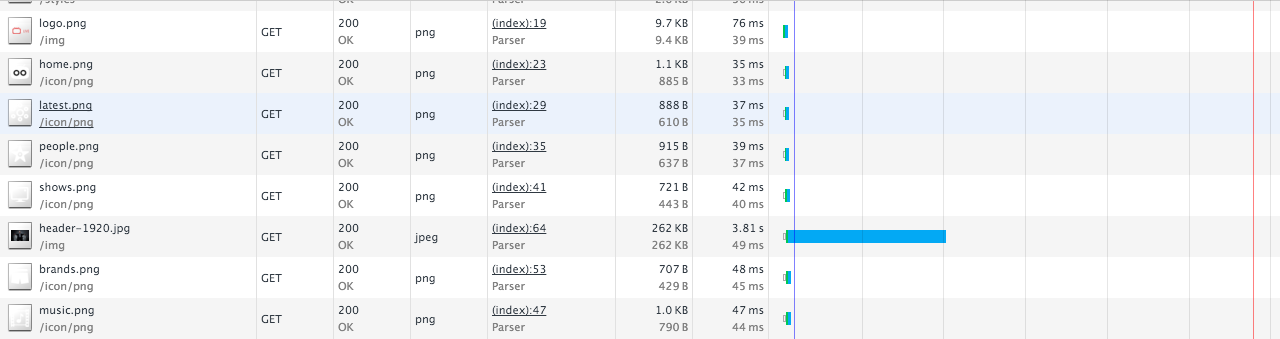 /styles OK
logo.png 200 (index):19 9.7 KB 76 ms
GET png
/img OK Parser 9.4 KB 39 ms
home.png 200 (index):23 1.1 KB 35 ms
GET png
/icon/png OK Parser 885 B 33 ms
latest.png 200 (index):29 888 B 37 ms
GET png
/icon/png OK Parser 610 B 35 ms
people.png 200 (index):35 915 B 39 ms
GET png
/icon/png OK Parser 637 B 37 ms
shows.png 200 (index):41 721 B 42 ms
GET png
/icon/png OK Parser 443 B 40 ms
header-1920.jpg 200 (index):64 262 KB 3.81 s
GET jpeg
/img OK Parser 262 KB 49 ms
brands.png 200 (index):53 707 B 48 ms
GET png
/icon/png OK Parser 429 B 45 ms
music.png 200 (index):47 1.0 KB 47 ms
GET png
/icon/png OK Parser 790 B 44 ms